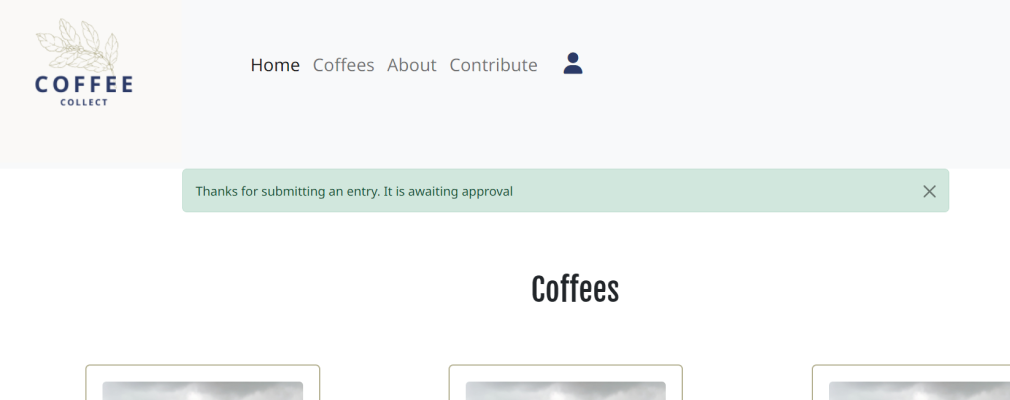 COFFEE
COLLECT
Home Coffees About Contribute
Thanks for submitting an entry. It is awaiting approval
Coffees